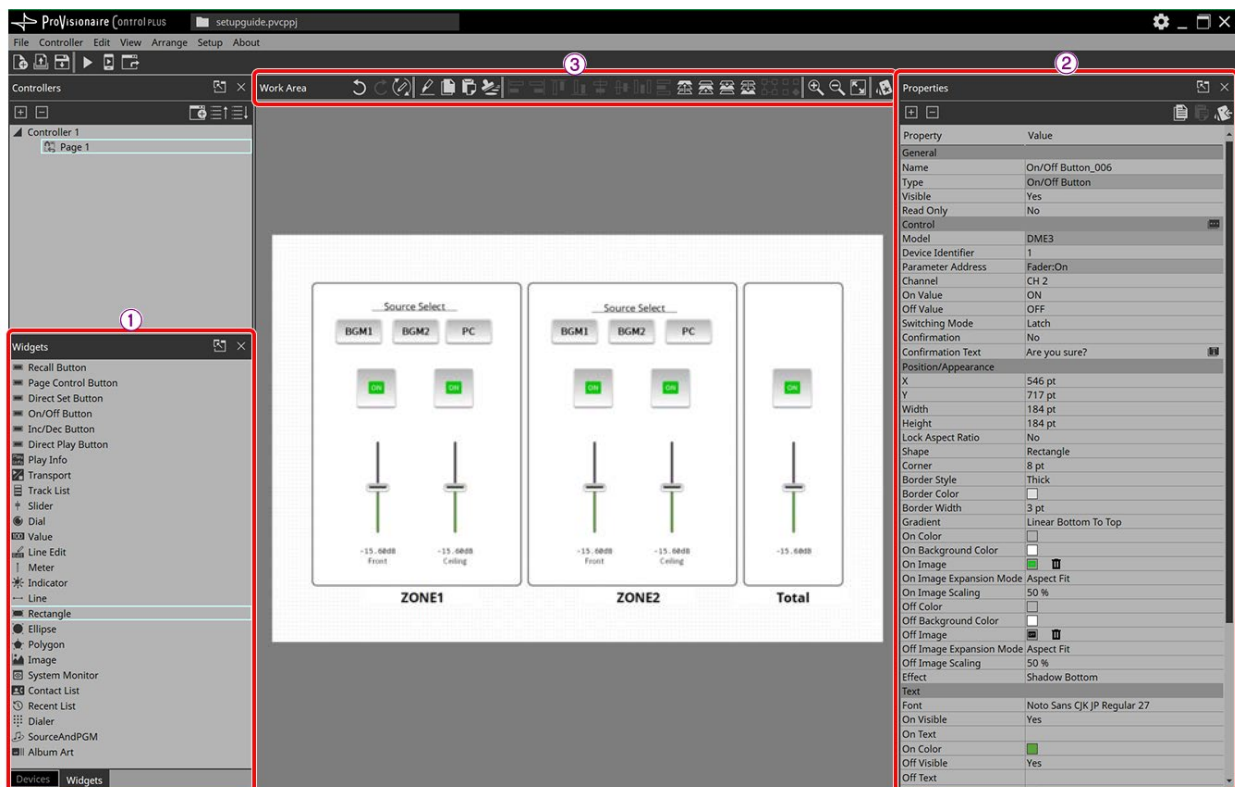 ProVisionaire Control PLUS setupguide.pvcppj
File Controller Edit View Arrange Setup About
Controllers
Controller 1
Page 1
①
Widgets
Recall Button
Page Control Button
Direct Set Button
On/Off Button
Inc/Dec Button
Direct Play Button
Play Info
Transport
Track List
Slider
Dial
Value
Line Edit
Meter
Indicator
Line
Rectangle
Ellipse
Polygon
Image
System Monitor
Contact List
Recent List
Dialer
SourceAndPGM
Album Art
Devices Widgets
③
Work Area
Source Select
BGM1 BGM2 PC
ON ON
-15.60dB -15.60dB
Front Ceiling
ZONE1
Source Select
BGM1 BGM2 PC
ON ON
-15.60dB -15.60dB
Front Ceiling
ZONE2
ON
-15.60dB
Total
②
Properties
Property Value
General
Name On/Off Button_006
Type On/Off Button
Visible Yes
Read Only No
Control
Model DME3
Device Identifier 1
Parameter Address Fader:On
Channel CH 2
On Value ON
Off Value OFF
Switching Mode Latch
Confirmation No
Confirmation Text Are you sure?
Position/Appearance
X 546 pt
Y 717 pt
Width 184 pt
Height 184 pt
Lock Aspect Ratio No
Shape Rectangle
Corner 8 pt
Border Style Thick
Border Color
Border Width 3 pt
Gradient Linear Bottom To Top
On Color
On Background Color
On Image
On Image Expansion Mode Aspect Fit
On Image Scaling 50 %
Off Color
Off Background Color
Off Image
Off Image Expansion Mode Aspect Fit
Off Image Scaling 50 %
Effect Shadow Bottom
Text
Font Noto Sans CJK JP Regular 27
On Visible Yes
On Text
On Color
Off Visible Yes
Off Text